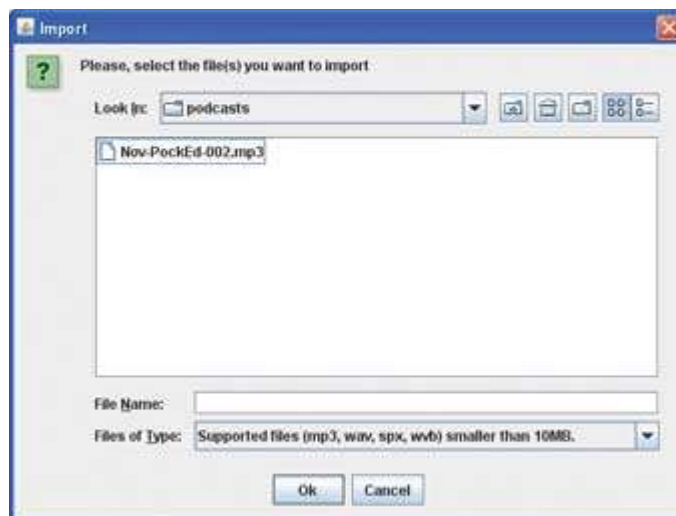 Import
?
Please, select the file(s) you want to import
Look In: podcasts
Nov-PockEd-002.mp3
File Name:
Files of Type: Supported files (mp3, wav, spx, wvb) smaller than 10MB.
Ok Cancel